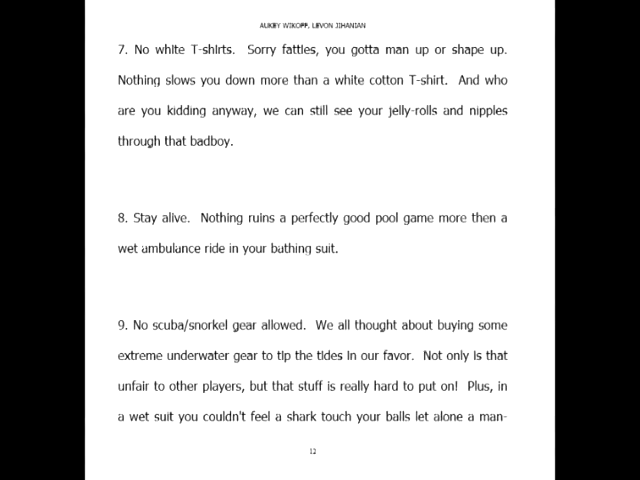 AUKEY WIKOFF, LEVON JIHANIAN
7. No white T-shirts. Sorry fatties, you gotta man up or shape up.
Nothing slows you down more than a white cotton T-shirt. And who
are you kidding anyway, we can still see your jelly-rolls and nipples
through that badboy.
8. Stay alive. Nothing ruins a perfectly good pool game more then a
wet ambulance ride in your bathing suit.
9. No scuba/snorkel gear allowed. We all thought about buying some
extreme underwater gear to tip the tides in our favor. Not only is that
unfair to other players, but that stuff is really hard to put on! Plus, in
a wet suit you couldn't feel a shark touch your balls let alone a man-
12